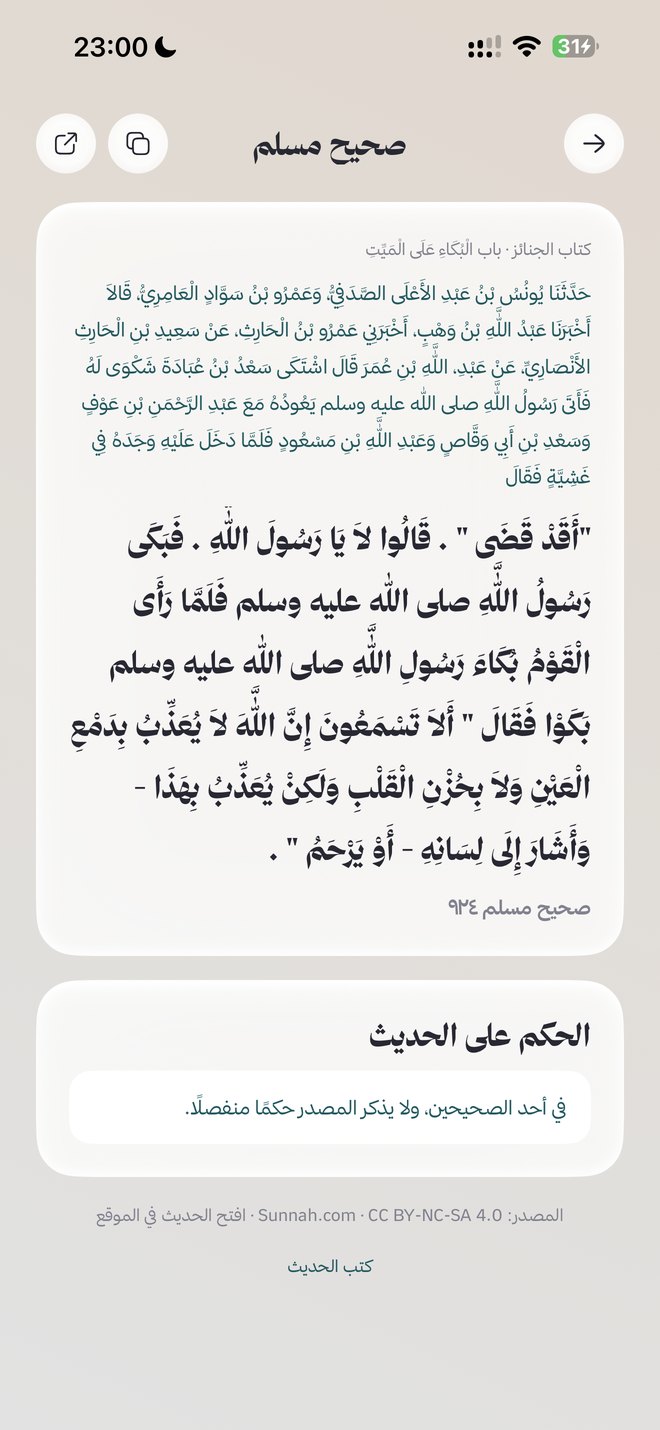 23:00
31
صحيح مسلم
كتاب الجنائز · باب الْبُكَاءِ عَلَى الْمَيِّتِ
حَدَّثَنَا يُونُسُ بْنُ عَبْدِ الأَعْلَى الصَّدَفِيُّ، وَعَمْرُو بْنُ سَوَّادٍ الْعَامِرِيُّ، قَالاَ
أَخْبَرَنَا عَبْدُ اللَّهِ بْنُ وَهْبٍ، أَخْبَرَنِي عَمْرُو بْنُ الْحَارِثِ، عَنْ سَعِيدِ بْنِ الْحَارِثِ
الأَنْصَارِيِّ، عَنْ عَبْدِ، اللَّهِ بْنِ عُمَرَ قَالَ اشْتَكَى سَعْدُ بْنُ عُبَادَةَ شَكْوَى لَهُ
فَأَتَى رَسُولُ اللَّهِ صلى الله عليه وسلم يَعُودُهُ مَعَ عَبْدِ الرَّحْمَنِ بْنِ عَوْفٍ
وَسَعْدِ بْنِ أَبِي وَقَّاصٍ وَعَبْدِ اللَّهِ بْنِ مَسْعُودٍ فَلَمَّا دَخَلَ عَلَيْهِ وَجَدَهُ فِي
غَشِيَّةٍ فَقَالَ
"أَقَدْ قَضَى " . قَالُوا لاَ يَا رَسُولَ اللَّهِ . فَبَكَى
رَسُولُ اللَّهِ صلى الله عليه وسلم فَلَمَّا رَأَى
الْقَوْمُ بُكَاءَ رَسُولِ اللَّهِ صلى الله عليه وسلم
بَكَوْا فَقَالَ " أَلاَ تَسْمَعُونَ إِنَّ اللَّهَ لاَ يُعَذِّبُ بِدَمْعِ
الْعَيْنِ وَلاَ بِحُزْنِ الْقَلْبِ وَلَكِنْ يُعَذِّبُ بِهَذَا -
وَأَشَارَ إِلَى لِسَانِهِ - أَوْ يَرْحَمُ " .
صحيح مسلم ٩٢٤
الحكم على الحديث
في أحد الصحيحين، ولا يذكر المصدر حكمًا منفصلًا.
المصدر: Sunnah.com · CC BY-NC-SA 4.0 · افتح الحديث في الموقع
كتب الحديث